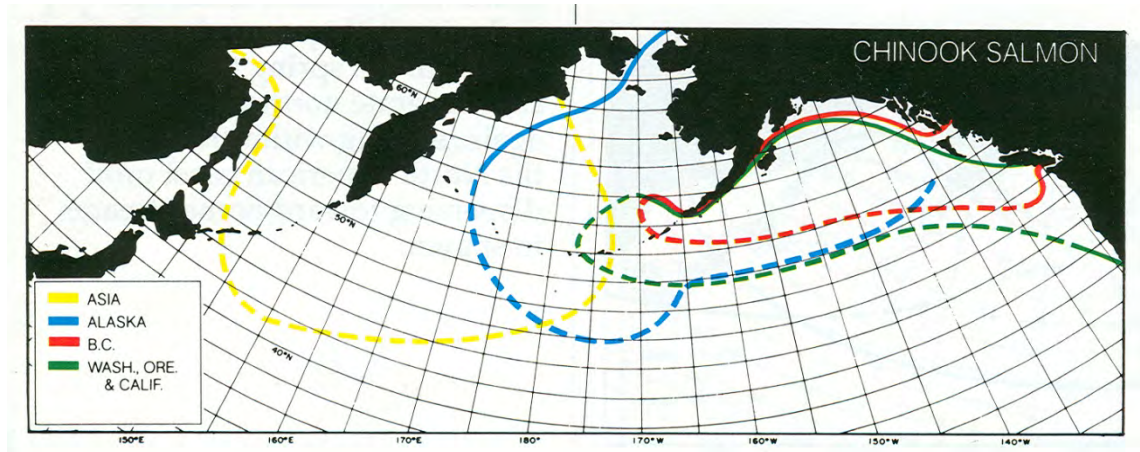 CHINOOK SALMON
60°N
50°N
40°N
ASIA
ALASKA
B.C.
WASH., ORE.
& CALIF.
150°E
160°E
170°E
180°
170°W
160°W
150°W
140°W